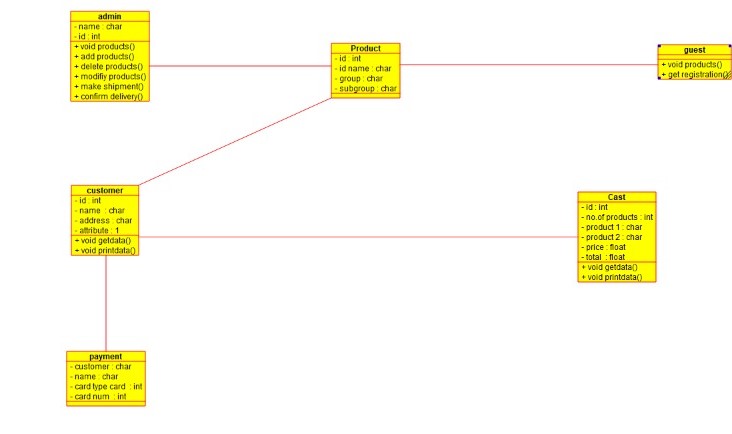 admin
- name : char
- id : int
+ void products()
+ add products()
+ delete products()
+ modifiy products()
+ make shipment()
+ confirm delivery()
Product
- id : int
- id name : char
- group : char
- subgroup : char
guest
+ void products()
+ get registration()
customer
- id : int
- name : char
- address : char
- attribute : 1
+ void getdata()
+ void printdata()
Cast
- id : int
- no.of products : int
- product 1 : char
- product 2 : char
- price : float
- total : float
+ void getdata()
+ void printdata()
payment
- customer : char
- name : char
- card type card : int
- card num : int